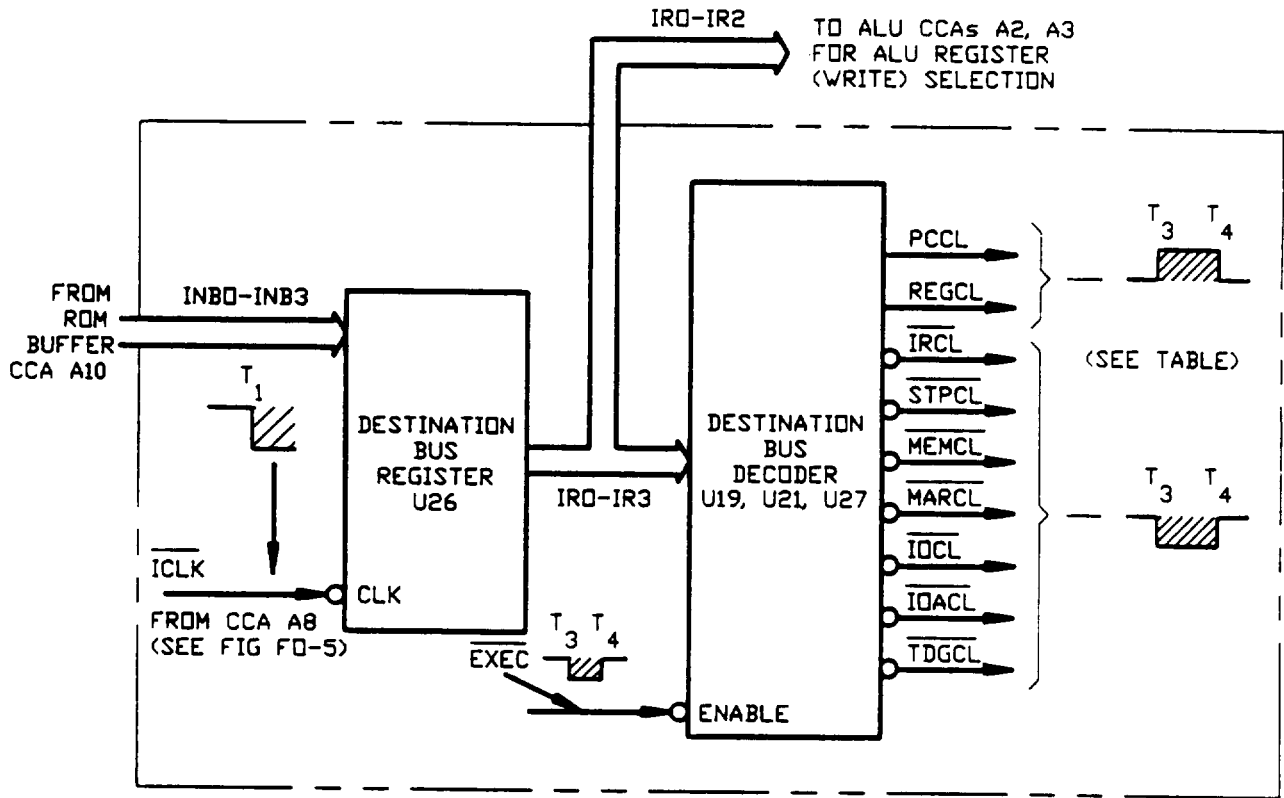 IR0-IR2
TO ALU CCAs A2, A3
FOR ALU REGISTER
(WRITE) SELECTION
FROM
ROM
BUFFER
CCA A10
INB0-INB3
T1
ICLK
FROM CCA A8
(SEE FIG FO-5)
CLK
DESTINATION
BUS
REGISTER
U26
IR0-IR3
EXEC
T3 T4
ENABLE
DESTINATION
BUS
DECODER
U19, U21, U27
PCCL
REGCL
IRCL
STPCL
MEMCL
MARCL
IOCL
IOACL
TDGCL
T3 T4
(SEE TABLE)
T3 T4